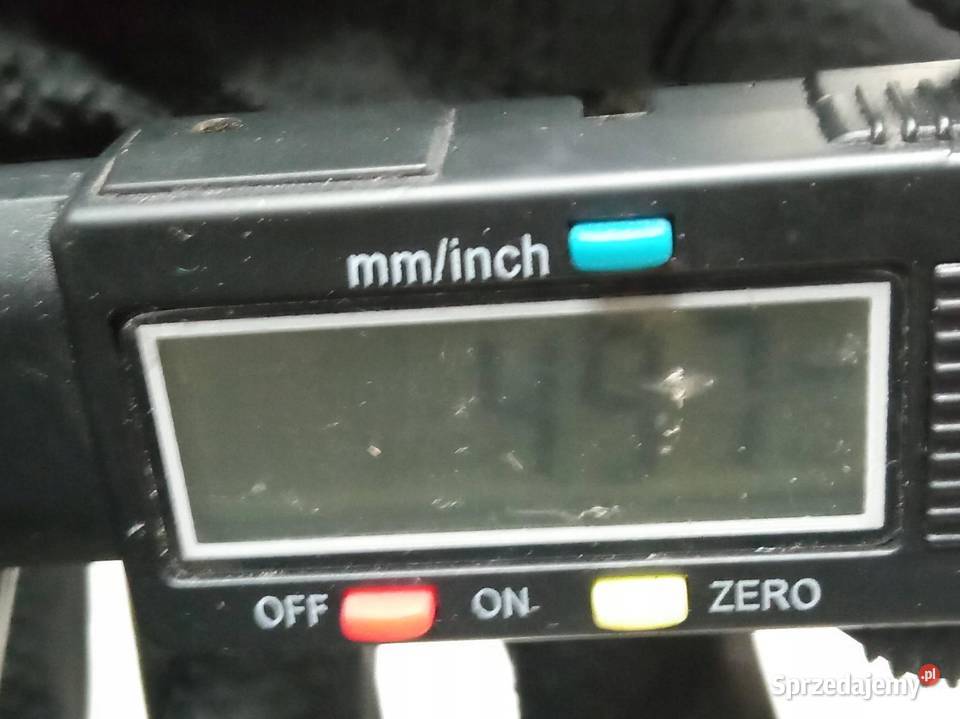 mm/inch
OFF ON ZERO
Sprzedajemy.pl